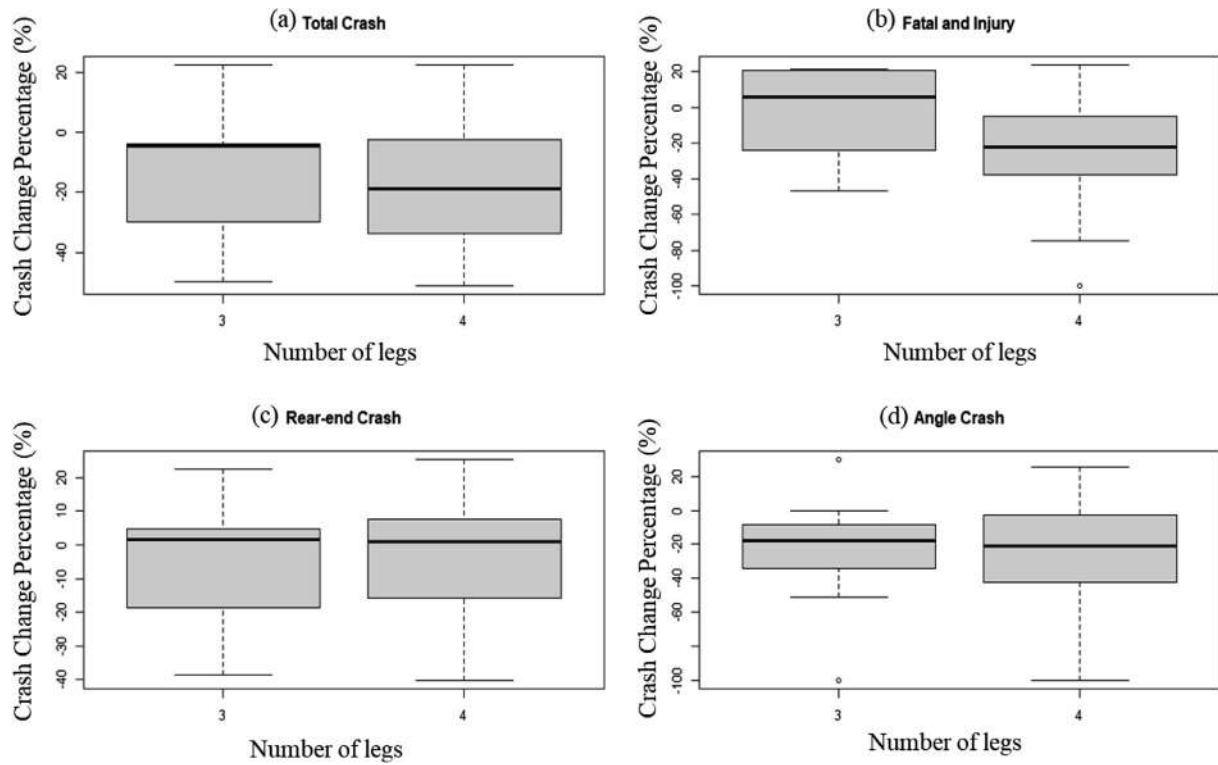 (a) Total Crash
Crash Change Percentage (%)
20
0
-20
40
3
4
Number of legs
(b) Fatal and Injury
Crash Change Percentage (%)
20
0
-20
-40
-60
-80
-100
3
4
Number of legs
(c) Rear-end Crash
Crash Change Percentage (%)
20
10
0
-10
-20
-30
-40
3
4
Number of legs
(d) Angle Crash
Crash Change Percentage (%)
20
0
-20
-40
-60
-100
3
4
Number of legs